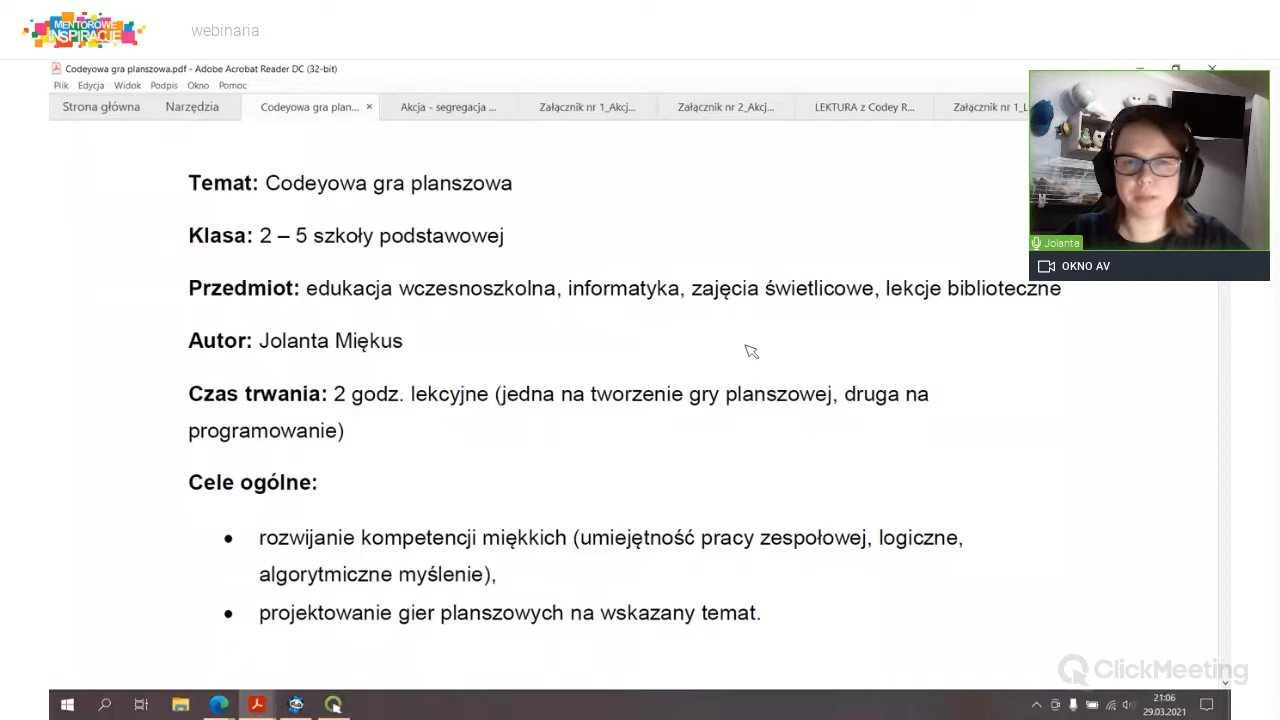 MENTOROWE
INSPIRACJE
webinaria
Codeyowa gra planszowa.pdf - Adobe Acrobat Reader DC (32-bit)
Plik Edycja Widok Podpis Okno Pomoc
Strona główna Narzędzia Codeyowa gra plan... × Akcja - segregacja ... Załącznik nr 1_Akcj... Załącznik nr 2_Akcj... LEKTURA z Codey R... Załącznik nr 1_L
Temat: Codeyowa gra planszowa
Klasa: 2 – 5 szkoły podstawowej
Jolanta
OKNO AV
Przedmiot: edukacja wczesnoszkolna, informatyka, zajęcia świetlicowe, lekcje biblioteczne
Autor: Jolanta Miękus
Czas trwania: 2 godz. lekcyjne (jedna na tworzenie gry planszowej, druga na
programowanie)
Cele ogólne:
• rozwijanie kompetencji miękkich (umiejętność pracy zespołowej, logiczne,
algorytmiczne myślenie),
• projektowanie gier planszowych na wskazany temat.
ClickMeeting
21:06
29.03.2021